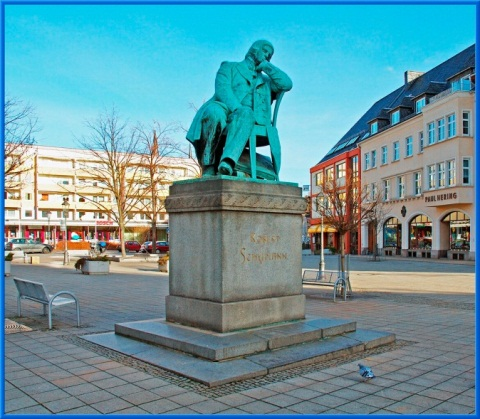 ROBERT
SCHUMANN
PAUL HERING